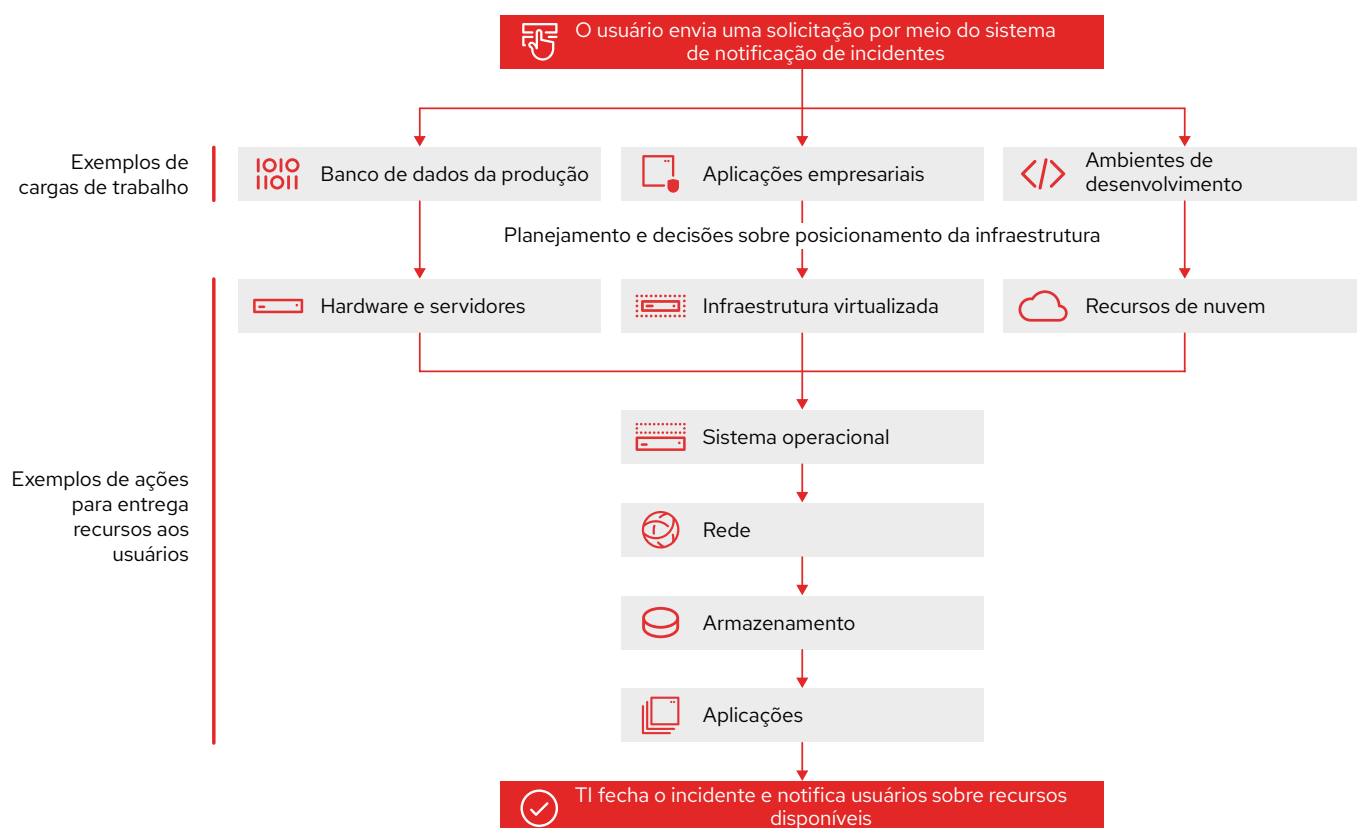 O usuário envia uma solicitação por meio do sistema
de notificação de incidentes
Exemplos de
cargas de trabalho
1010
11011
Banco de dados da produção
Aplicações empresariais
</>
Ambientes de
desenvolvimento
Planejamento e decisões sobre posicionamento da infraestrutura
Hardware e servidores
Infraestrutura virtualizada
Recursos de nuvem
Exemplos de ações
para entrega
recursos aos
usuários
Sistema operacional
Rede
Armazenamento
Aplicações
TI fecha o incidente e notifica usuários sobre recursos
disponíveis